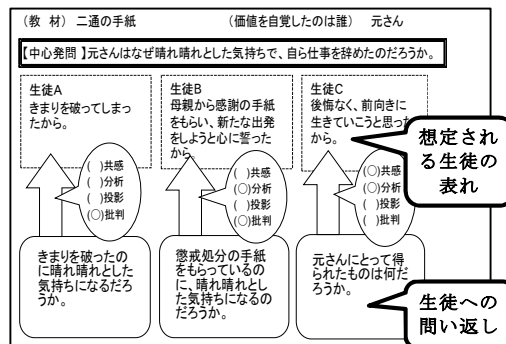 （教 材） 二通の手紙 （価値を自覚したのは誰） 元さん
【中心発問】元さんはなぜ晴れ晴れとした気持ちで、自ら仕事を辞めたのだろうか。
生徒A
きまりを破ってしまっ
たから。
生徒B
母親から感謝の手紙
をもらい、新たな出発
をしようと心に誓った
から。
生徒C
後悔なく、前向きに
生きていこうと思った
から。
想定され
る生徒の
表れ
( )共感
( )分析
( )投影
(○)批判
( )共感
(○)分析
( )投影
(○)批判
(○)共感
(○)分析
( )投影
( )批判
きまりを破ったの
に晴れ晴れとした
気持ちになるだろ
うか。
懲戒処分の手紙
をもらっているの
に、晴れ晴れとし
た気持ちになるの
だろうか。
元さんにとって得
られたものは何だ
ろうか。
生徒への
問い返し